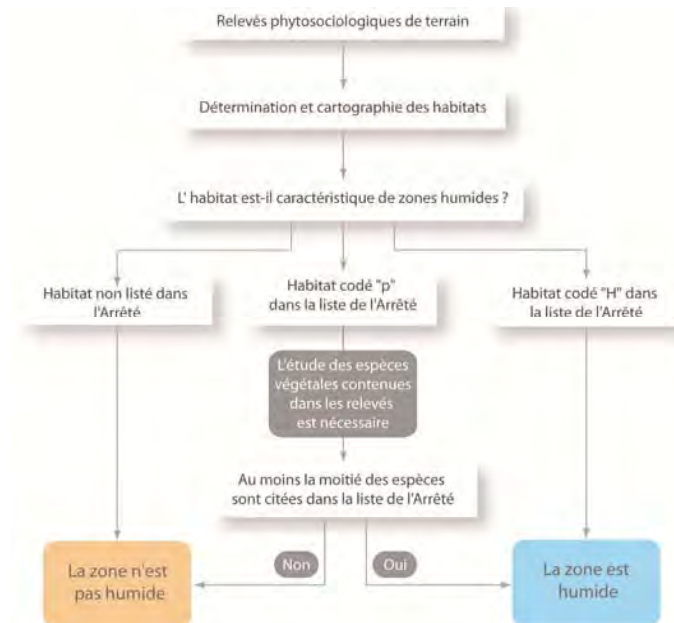 Relevés phytosociologiques de terrain
Détermination et cartographie des habitats
L' habitat est-il caractéristique de zones humides ?
Habitat non listé dans
l'Arrêté
Habitat codé "p"
dans la liste de l'Arrêté
Habitat codé "H" dans
la liste de l'Arrêté
L'étude des espèces
végétales contenues
dans les relevés
est nécessaire
Au moins la moitié des espèces
sont citées dans la liste de l'Arrêté
Non
Oui
La zone n'est
pas humide
La zone est
humide